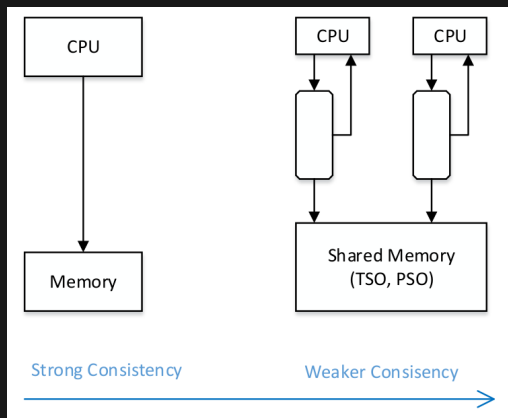 CPU
CPU
CPU
Memory
Shared Memory
(TSO, PSO)
Strong Consistency
Weaker Consisency